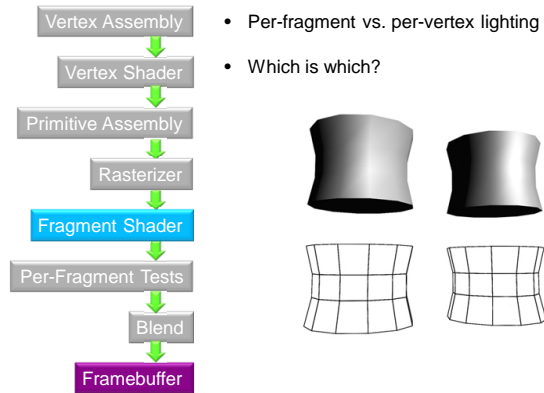 Vertex Assembly
Vertex Shader
Primitive Assembly
Rasterizer
Fragment Shader
Per-Fragment Tests
Blend
Framebuffer
• Per-fragment vs. per-vertex lighting
• Which is which?